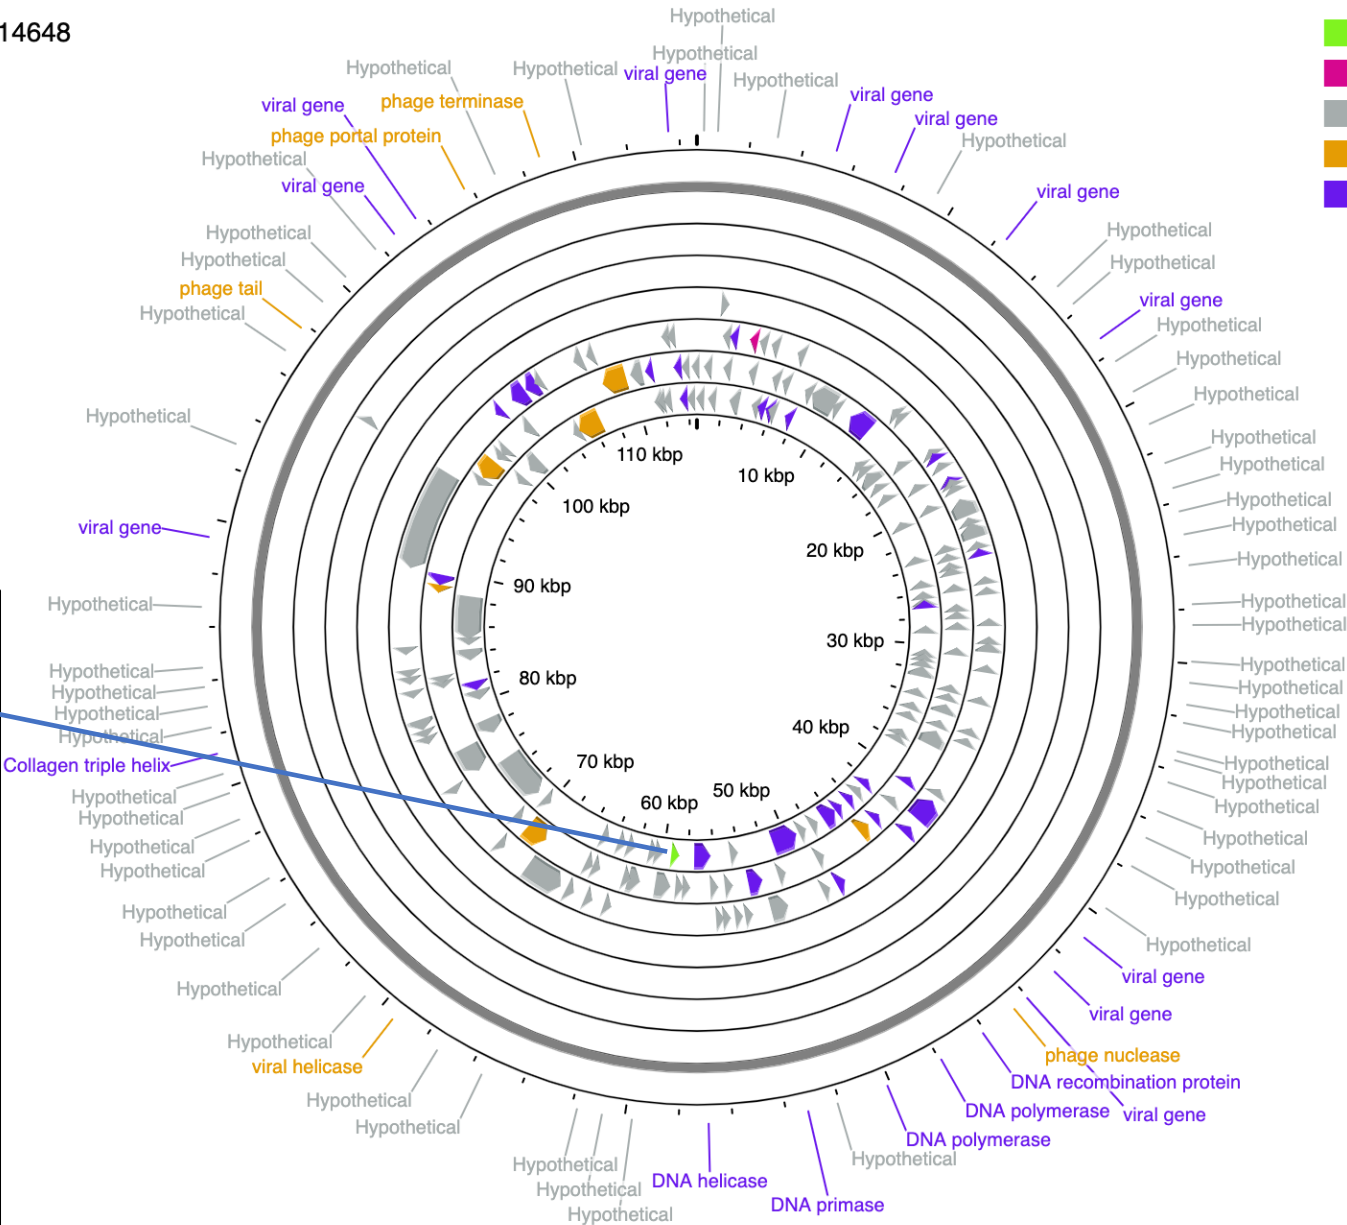 14648
Hypothetical
Hypothetical
viral gene
Hypothetical
Hypothetical
Hypothetical
viral gene
phage terminase
viral gene
viral gene
phage portal protein
Hypothetical
Hypothetical
viral gene
viral gene
Hypothetical
Hypothetical
Hypothetical
Hypothetical
phage tail
viral gene
Hypothetical
Hypothetical
Hypothetical
Hypothetical
Hypothetical
Hypothetical
110 kbp
10 kbp
Hypothetical
100 kbp
Hypothetical
viral gene
Hypothetical
20 kbp
Hypothetical
90 kbp
Hypothetical
Hypothetical
Hypothetical
30 kbp
Hypothetical
Hypothetical
80 kbp
Hypothetical
Hypothetical
Hypothetical
Hypothetical
40 kbp
Hypothetical
Hypothetical
Collagen triple helix
70 kbp
Hypothetical
Hypothetical
50 kbp
Hypothetical
60 kbp
Hypothetical
Hypothetical
Hypothetical
Hypothetical
Hypothetical
Hypothetical
Hypothetical
Hypothetical
Hypothetical
Hypothetical
viral gene
Hypothetical
viral gene
Hypothetical
phage nuclease
viral helicase
DNA recombination protein
Hypothetical
DNA polymerase
viral gene
Hypothetical
DNA polymerase
Hypothetical
Hypothetical
DNA helicase
Hypothetical
DNA primase
Hypothetical